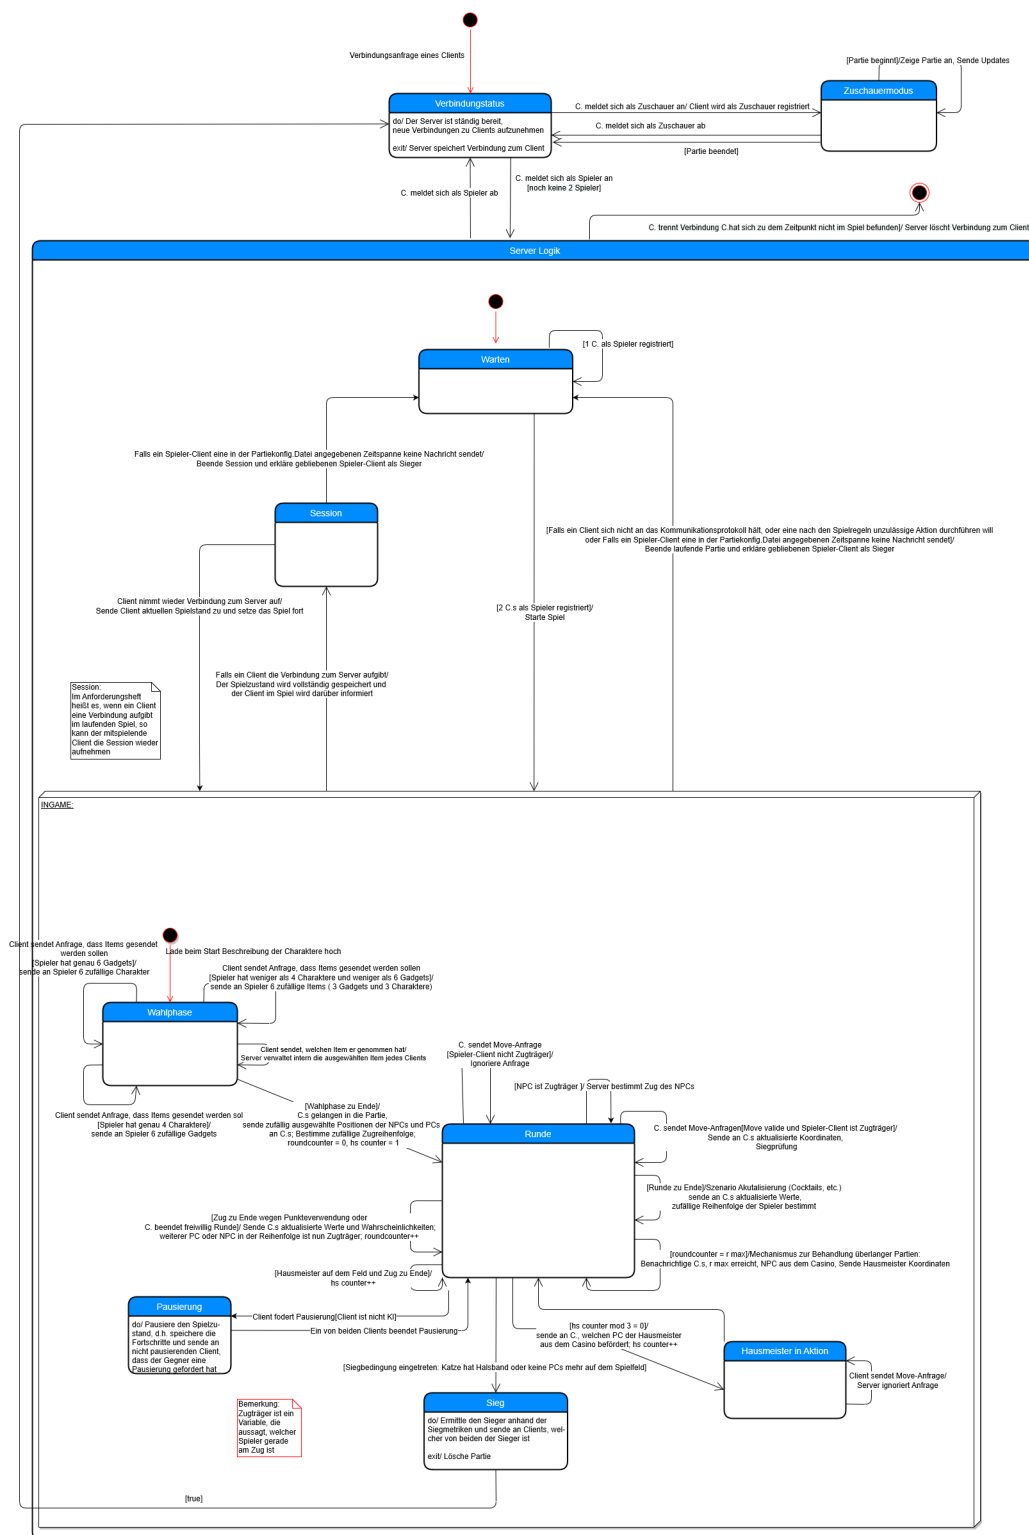 Verbindungsanfrage eines Clients
[Partie beginnt]/Zeige Partie an, Sende Updates
Verbindungstatus
do/ Der Server ist ständig bereit,
neue Verbindungen zu Clients aufzunehmen
exit/ Server speichert Verbindung zum Client
C. meldet sich als Zuschauer an/ Client wird als Zuschauer registriert
Zuschauermodus
C. meldet sich als Zuschauer ab
[Partie beendet]
C. meldet sich als Spieler ab
C. meldet sich als Spieler an
[noch keine 2 Spieler]
C. trennt Verbindung C.hat sich zu dem Zeitpunkt nicht im Spiel befunden]/ Server löscht Verbindung zum Client
Server Logik
[1 C. als Spieler registriert]
Warten
Falls ein Spieler-Client eine in der Partiekonfig.Datei angegebenen Zeitspanne keine Nachricht sendet/
Beende Session und erkläre gebliebenen Spieler-Client als Sieger
Session
[Falls ein Client sich nicht an das Kommunikationsprotokoll hält, oder eine nach den Spielregeln unzulässige Aktion durchführen will
oder Falls ein Spieler-Client eine in der Partiekonfig.Datei angegebenen Zeitspanne keine Nachricht sendet]/
Beende laufende Partie und erkläre gebliebenen Spieler-Client als Sieger
Client nimmt wieder Verbindung zum Server auf/
Sende Client aktuellen Spielstand zu und setze das Spiel fort
[2 C.s als Spieler registriert]/
Starte Spiel
Falls ein Client die Verbindung zum Server aufgibt/
Der Spielzustand wird vollständig gespeichert und
der Client im Spiel wird darüber informiert
Session:
Im Anforderungsheft
heißt es, wenn ein Client
eine Verbindung aufgibt
im laufenden Spiel, so
kann der mitspielende
Client die Session wieder
aufnehmen
INGAME:
Client sendet Anfrage, dass Items gesendet
werden sollen
[Spieler hat genau 6 Gadgets]/
sende an Spieler 6 zufällige Charakter
Lade beim Start Beschreibung der Charaktere hoch
Client sendet Anfrage, dass Items gesendet werden sollen
[Spieler hat weniger als 4 Charaktere und weniger als 6 Gadgets]/
sende an Spieler 6 zufällige Items ( 3 Gadgets und 3 Charaktere)
Wahlphase
Client sendet, welchen Item er genommen hat/
Server verwaltet intern die ausgewählten Item jedes Clients
Client sendet Anfrage, dass Items gesendet werden sol
[Spieler hat genau 4 Charaktere]/
sende an Spieler 6 zufällige Gadgets
[Wahlphase zu Ende]/
C.s gelangen in die Partie,
sende zufällig ausgewählte Positionen der NPCs und PCs
an C.s; Bestimme zufällige Zugreihenfolge;
roundcounter = 0, hs counter = 1
C. sendet Move-Anfrage
[Spieler-Client nicht Zugträger]/
Ignoriere Anfrage
[NPC ist Zugträger ]/ Server bestimmt Zug des NPCs
Runde
C. sendet Move-Anfragen[Move valide und Spieler-Client ist Zugträger]/
Sende an C.s aktualisierte Koordinaten,
Siegprüfung
[Runde zu Ende]/Szenario Akutalisierung (Cocktails, etc.)
sende an C.s aktualisierte Werte,
zufällige Reihenfolge der Spieler bestimmt
[Zug zu Ende wegen Punkteverwendung oder
C. beendet freiwillig Runde]/ Sende C.s aktualisierte Werte und Wahrscheinlichkeiten;
weiterer PC oder NPC in der Reihenfolge ist nun Zugträger; roundcounter++
[roundcounter = r max]/Mechanismus zur Behandlung überlanger Partien:
Benachrichtige C.s, r max erreicht, NPC aus dem Casino, Sende Hausmeister Koordinaten
[Hausmeister auf dem Feld und Zug zu Ende]/
hs counter++
Pausierung
do/ Pausiere den Spielzu-
stand, d.h. speichere die
Fortschritte und sende an
nicht pausierenden Client,
dass der Gegner eine
Pausierung gefordert hat
Client fodert Pausierung[Client ist nicht KI]/
Ein von beiden Clients beendet Pausierung
[hs counter mod 3 = 0]/
sende an C., welchen PC der Hausmeister
aus dem Casino befördert; hs counter++
Hausmeister in Aktion
Client sendet Move-Anfrage/
Server ignoriert Anfrage
[Siegbedingung eingetreten: Katze hat Halsband oder keine PCs mehr auf dem Spielfeld]
Sieg
do/ Ermittle den Sieger anhand der
Siegmetriken und sende an Clients, wel-
cher von beiden der Sieger ist
exit/ Lösche Partie
Bemerkung:
Zugträger ist ein
Variable, die
aussagt, welcher
Spieler gerade
am Zug ist
[true]